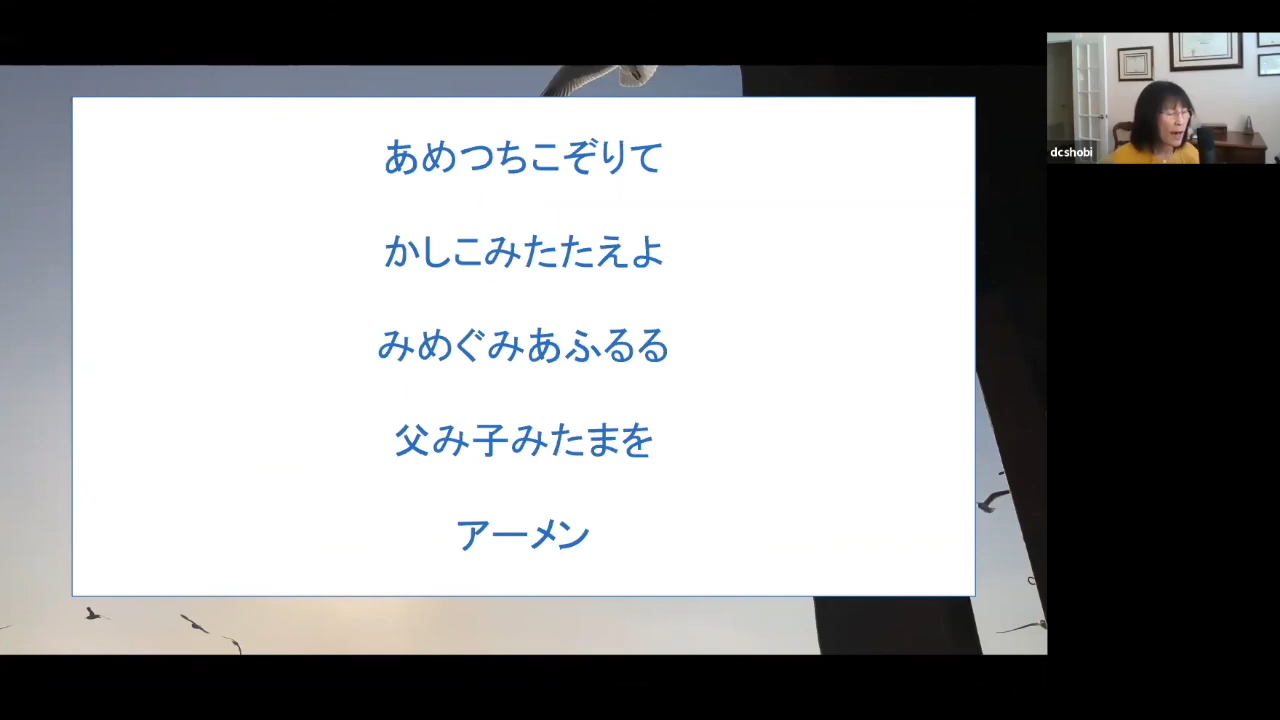 あめつちこぞりて
かしこみたたえよ
みめぐみあふるる
父み子みたまを
アーメン
dcshobi